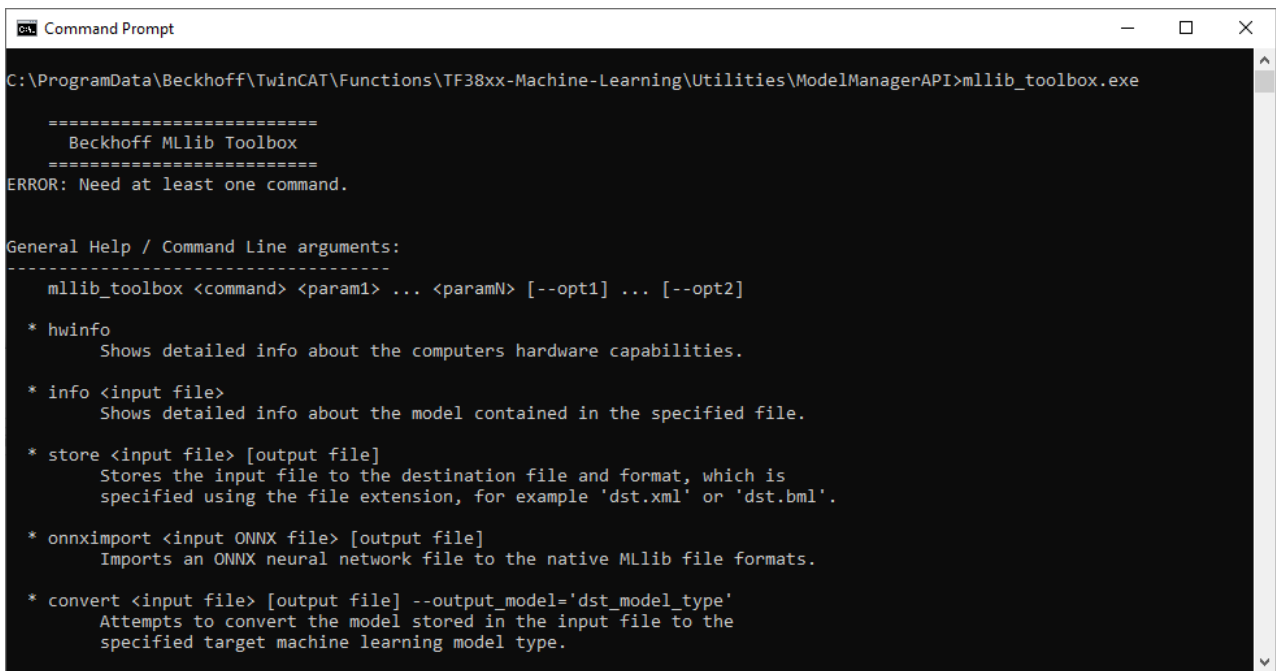 Command Prompt
C:\ProgramData\Beckhoff\TwinCAT\Functions\TF38xx-Machine-Learning\Utilities\ModelManagerAPI>mllib_toolbox.exe
==========================
Beckhoff MLlib Toolbox
==========================
ERROR: Need at least one command.
General Help / Command Line arguments:
-------------------------------------
mllib_toolbox <command> <param1> ... <paramN> [--opt1] ... [--opt2]
* hwinfo
Shows detailed info about the computers hardware capabilities.
* info <input file>
Shows detailed info about the model contained in the specified file.
* store <input file> [output file]
Stores the input file to the destination file and format, which is
specified using the file extension, for example 'dst.xml' or 'dst.bml'.
* onnximport <input ONNX file> [output file]
Imports an ONNX neural network file to the native MLlib file formats.
* convert <input file> [output file] --output_model='dst_model_type'
Attempts to convert the model stored in the input file to the
specified target machine learning model type.